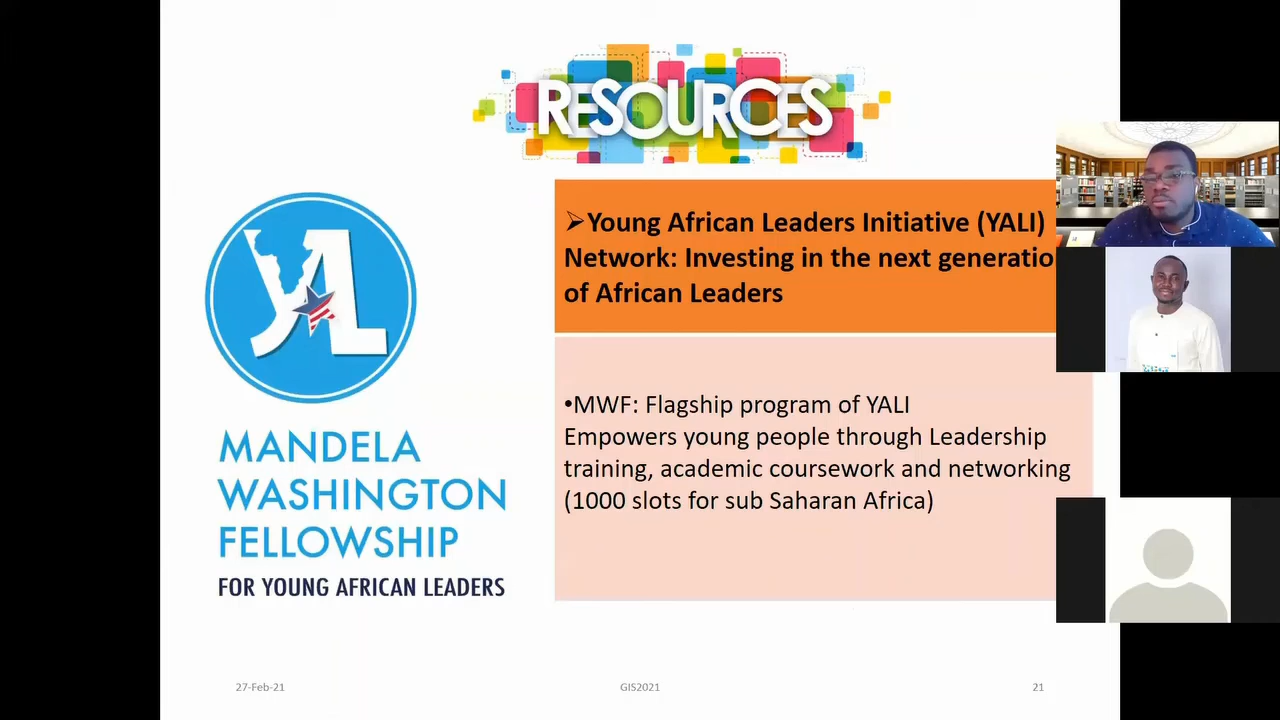 RESOURCES
➢Young African Leaders Initiative (YALI)
Network: Investing in the next generatio
of African Leaders
•MWF: Flagship program of YALI
Empowers young people through Leadership
training, academic coursework and networking
(1000 slots for sub Saharan Africa)
YAL
MANDELA
WASHINGTON
FELLOWSHIP
FOR YOUNG AFRICAN LEADERS
27-Feb-21
GIS2021
21